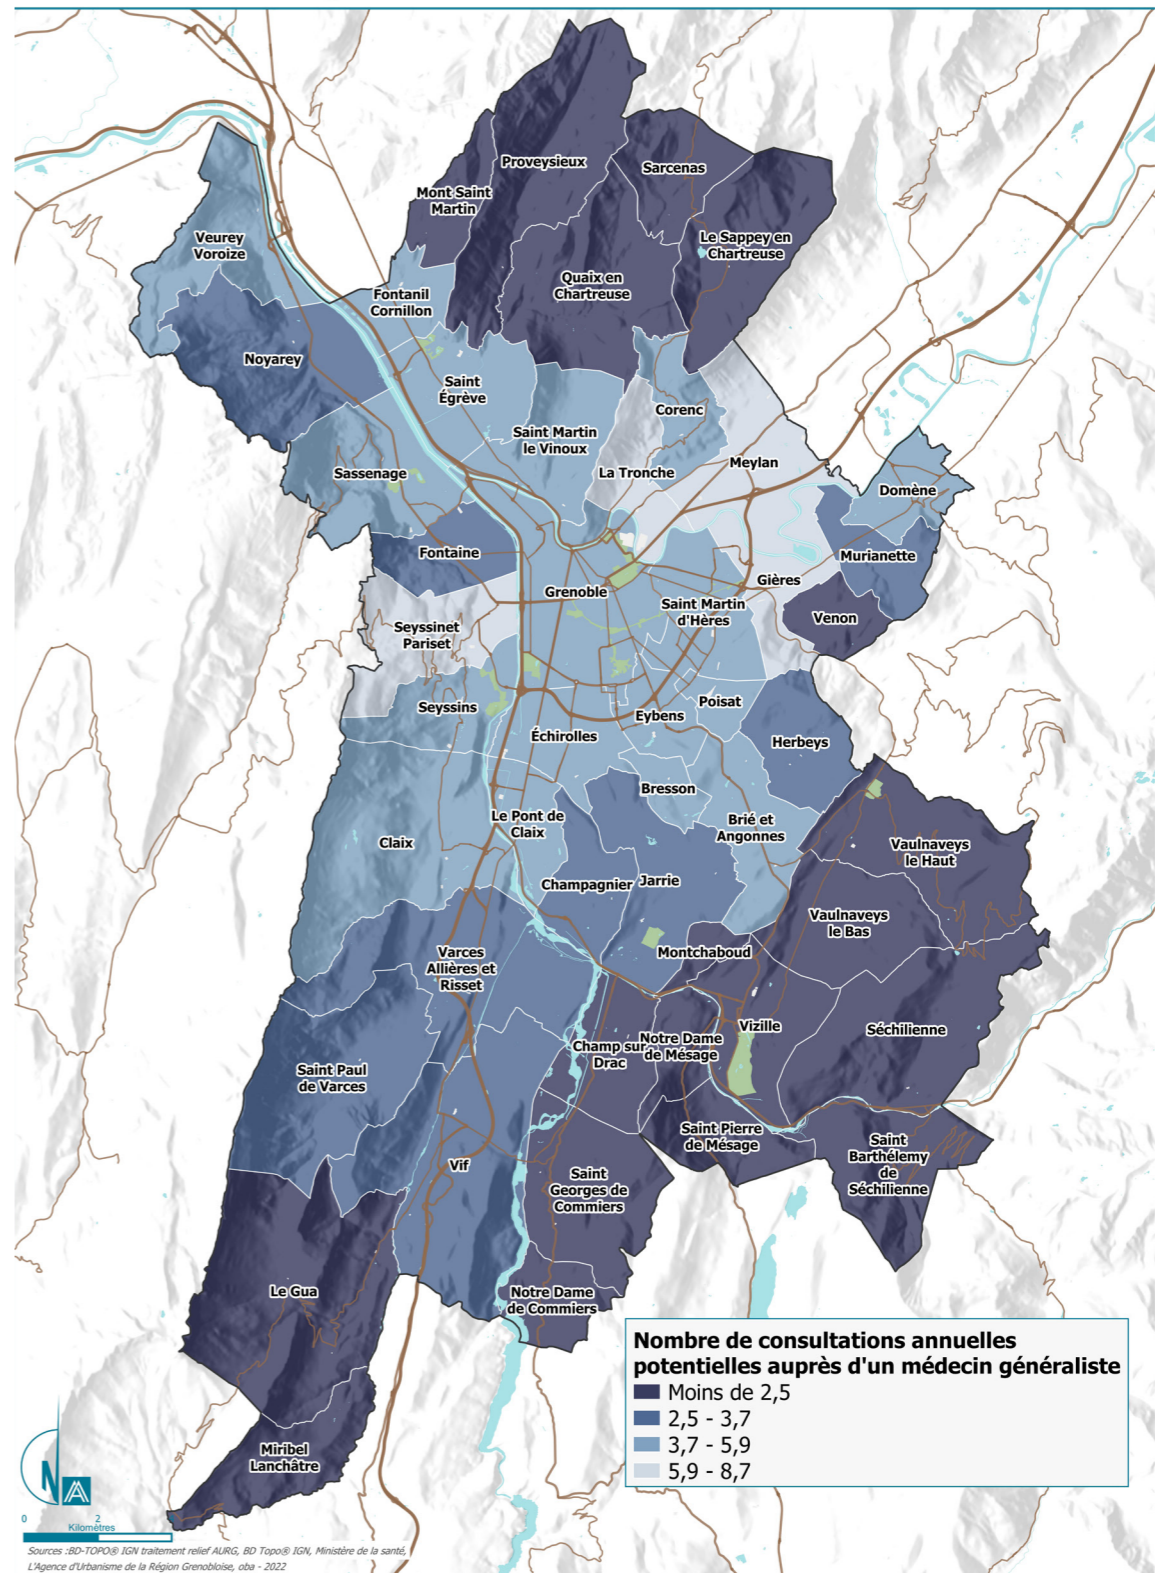 Proveysieux
Sarcenas
Mont Saint
Martin
Le Sappey en
Chartreuse
Veurey
Voroize
Quaix en
Chartreuse
Fontanil
Cornillon
Noyarey
Saint
Égrève
Corenc
Saint Martin
le Vinoux
La Tronche
Meylan
Sassenage
Domène
Fontaine
Murianette
Gières
Grenoble
Saint Martin
d'Hères
Venon
Seyssinet
Pariset
Poisat
Seyssins
Eybens
Échirolles
Herbeys
Bresson
Le Pont de
Claix
Brié et
Angonnes
Claix
Vaulnaveys
le Haut
Champagnier
Jarrie
Vaulnaveys
le Bas
Varces
Allières et
Risset
Montchaboud
Vizille
Séchilienne
Champ sur
Drac
Notre Dame
de Mésage
Saint Paul
de Varces
Saint Pierre
de Mésage
Saint
Barthélemy
de
Séchilienne
Vif
Saint
Georges de
Commiers
Le Gua
Notre Dame
de Commiers
Miribel
Lanchâtre
Nombre de consultations annuelles
potentielles auprès d'un médecin généraliste
Moins de 2,5
2,5 - 3,7
3,7 - 5,9
5,9 - 8,7
N
0 2
Kilomètres
Sources :BD-TOPO® IGN traitement relief AURG, BD Topo® IGN, Ministère de la santé,
L'Agence d'Urbanisme de la Région Grenobloise, oba - 2022